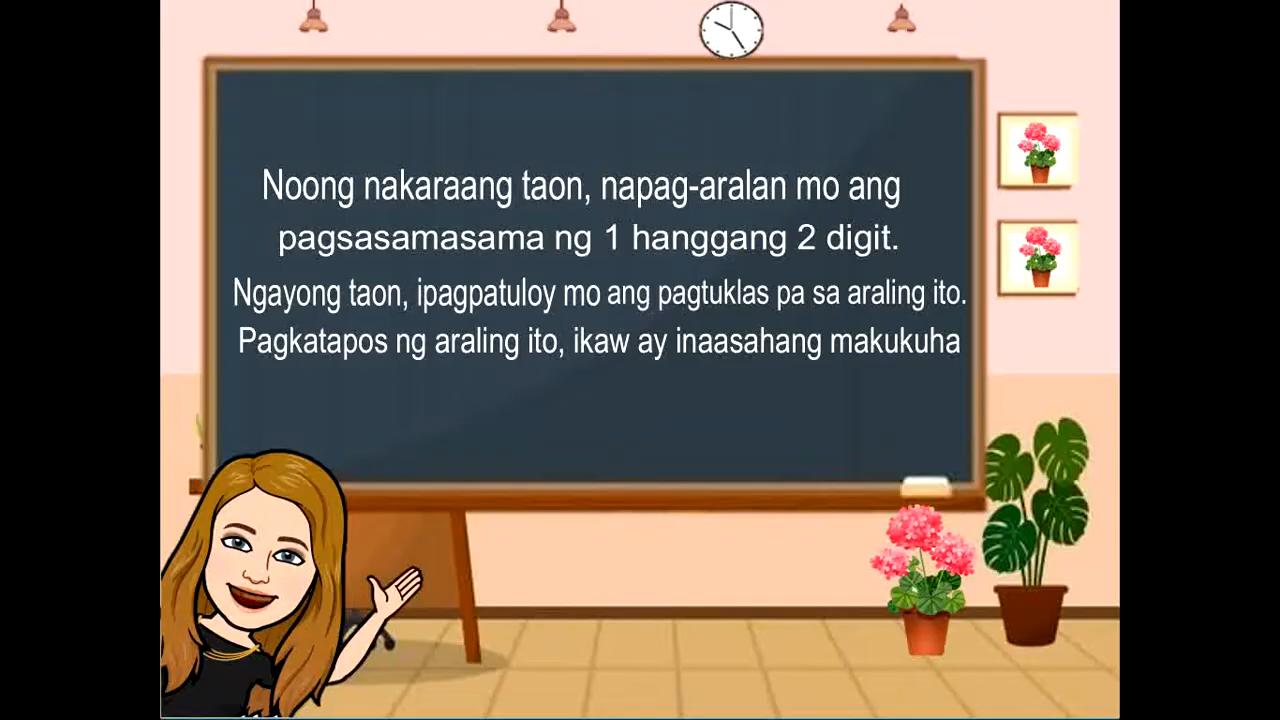 Noong nakaraang taon, napag-aralan mo ang
pagsasamasama ng 1 hanggang 2 digit.
Ngayong taon, ipagpatuloy mo ang pagtuklas pa sa araling ito.
Pagkatapos ng araling ito, ikaw ay inaasahang makukuha